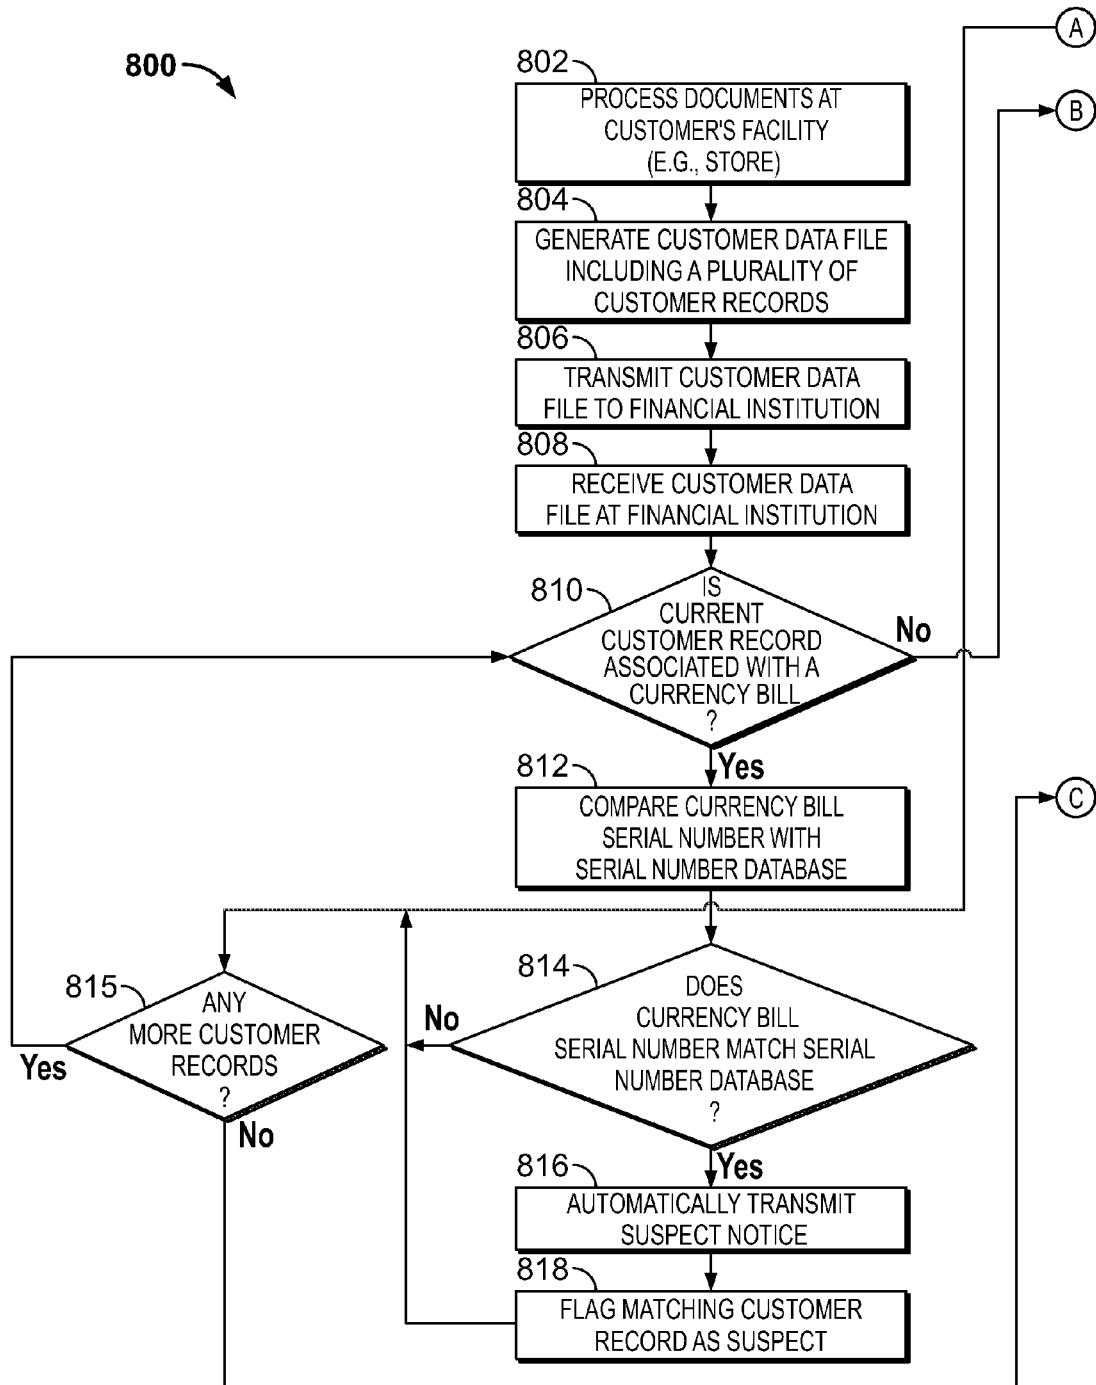 A
800
802
PROCESS DOCUMENTS AT
CUSTOMER'S FACILITY
(E.G., STORE)
B
804
GENERATE CUSTOMER DATA FILE
INCLUDING A PLURALITY OF
CUSTOMER RECORDS
806
TRANSMIT CUSTOMER DATA
FILE TO FINANCIAL INSTITUTION
808
RECEIVE CUSTOMER DATA
FILE AT FINANCIAL INSTITUTION
810
IS
CURRENT
CUSTOMER RECORD
ASSOCIATED WITH A
CURRENCY BILL
?
No
Yes
812
COMPARE CURRENCY BILL
SERIAL NUMBER WITH
SERIAL NUMBER DATABASE
C
815
ANY
MORE CUSTOMER
RECORDS
?
Yes
No
814
DOES
CURRENCY BILL
SERIAL NUMBER MATCH SERIAL
NUMBER DATABASE
?
No
Yes
816
AUTOMATICALLY TRANSMIT
SUSPECT NOTICE
818
FLAG MATCHING CUSTOMER
RECORD AS SUSPECT